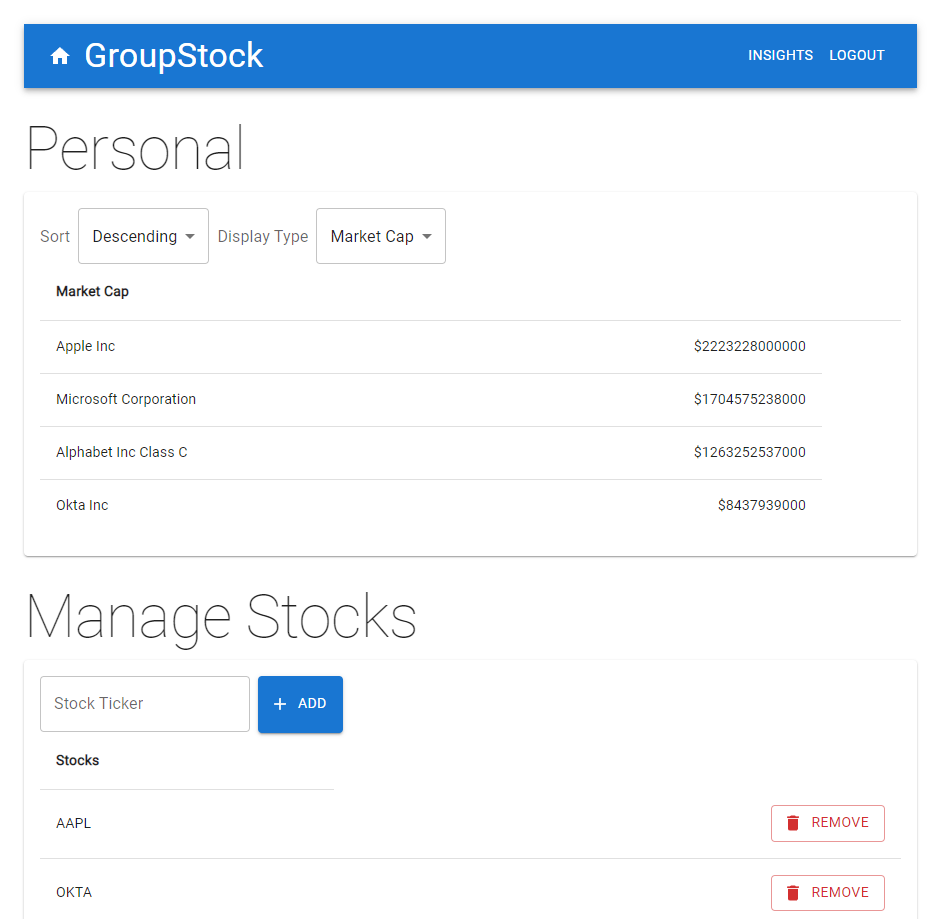 GroupStock INSIGHTS LOGOUT
Personal
Sort Descending Display Type Market Cap
Market Cap
Apple Inc $2223228000000
Microsoft Corporation $1704575238000
Alphabet Inc Class C $1263252537000
Okta Inc $8437939000
Manage Stocks
Stock Ticker + ADD
Stocks
AAPL REMOVE
OKTA REMOVE